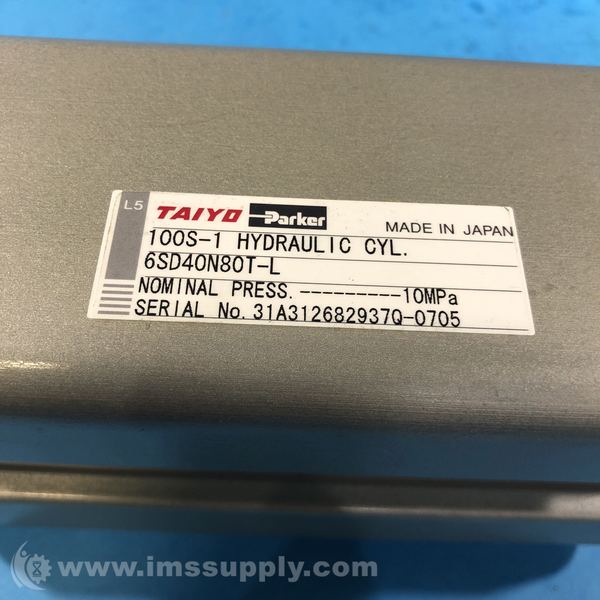 L5 TAIYO Parker MADE IN JAPAN
100S-1 HYDRAULIC CYL.
6SD40N80T-L
NOMINAL PRESS.----------10MPa
SERIAL No.31A312682937Q-0705
www.imssupply.com